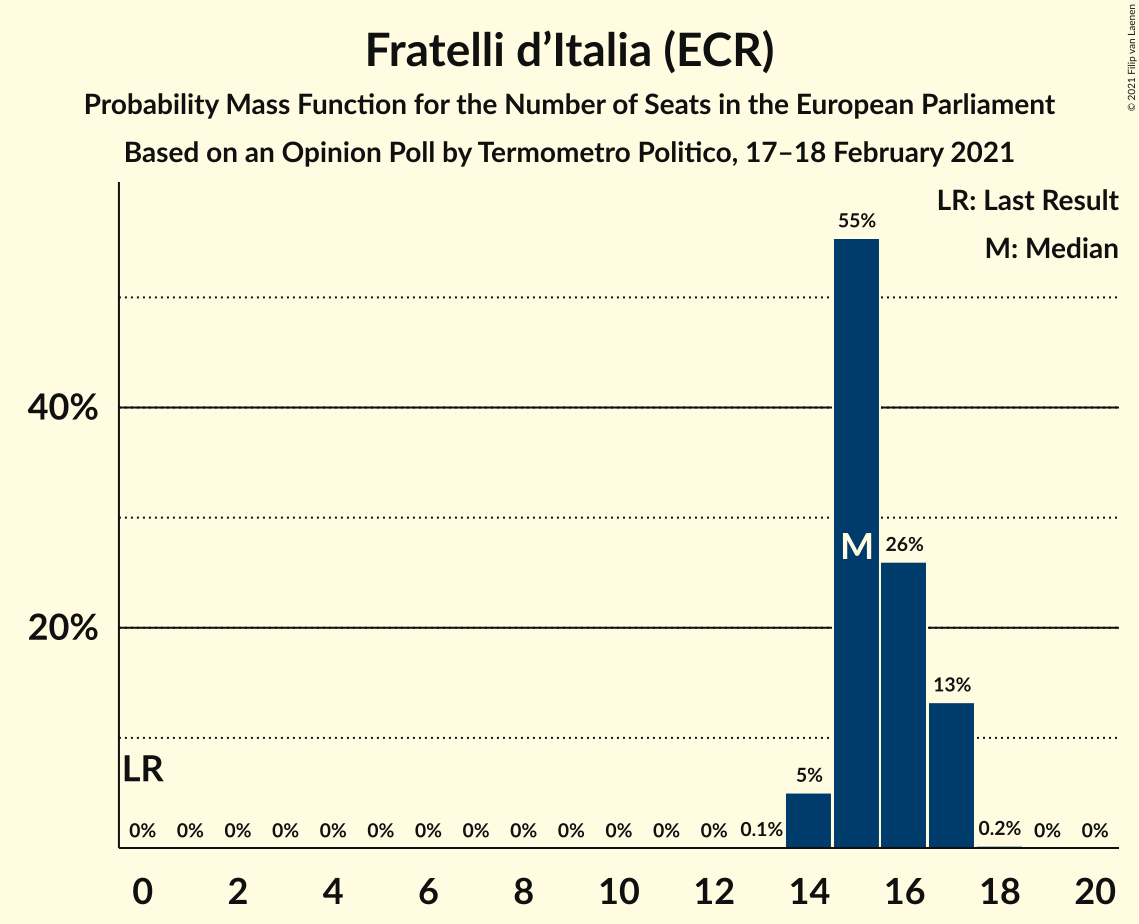 Fratelli d’Italia (ECR)
Probability Mass Function for the Number of Seats in the European Parliament
Based on an Opinion Poll by Termometro Politico, 17–18 February 2021
© 2021 Filip van Laenen
LR: Last Result
M: Median
55%
40%
M
26%
20%
13%
LR
5%
0% 0% 0% 0% 0% 0% 0% 0% 0% 0% 0% 0% 0% 0.1% 0.2% 0% 0%
0 2 4 6 8 10 12 14 16 18 20